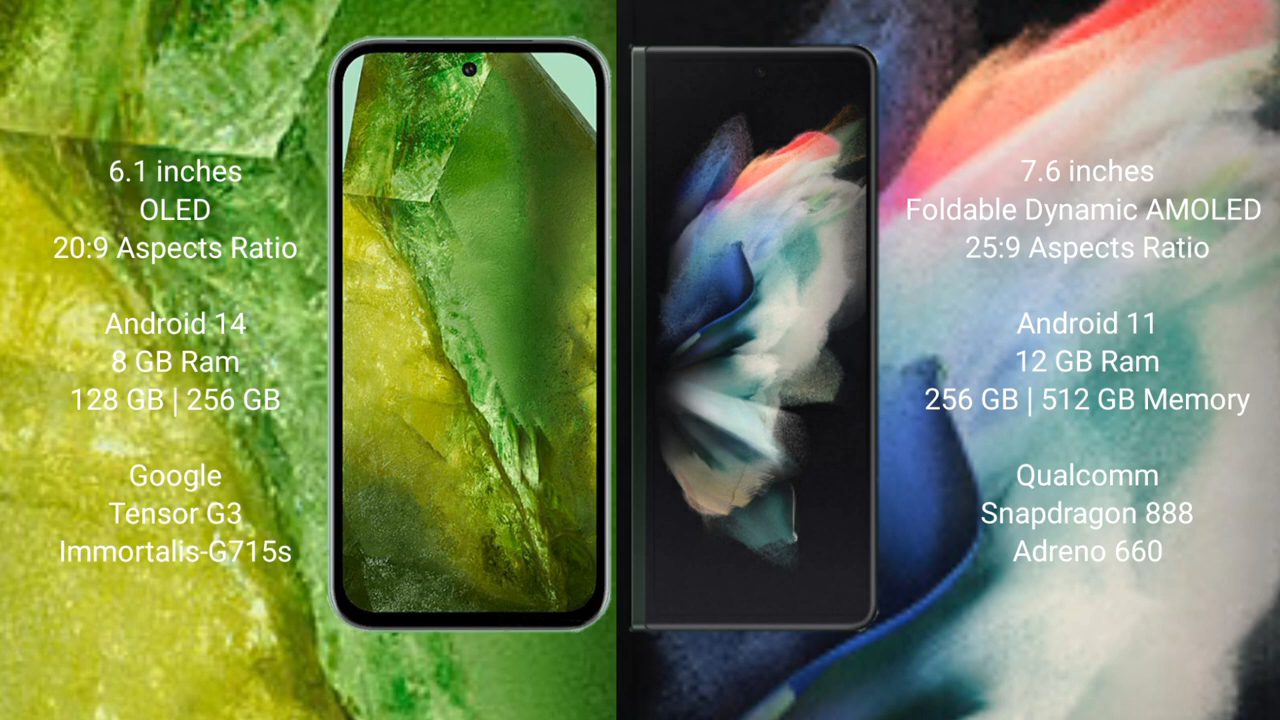 6.1 inches
OLED
20:9 Aspects Ratio
Android 14
8 GB Ram
128 GB | 256 GB
Google
Tensor G3
Immortalis-G715s
7.6 inches
Foldable Dynamic AMOLED
25:9 Aspects Ratio
Android 11
12 GB Ram
256 GB | 512 GB Memory
Qualcomm
Snapdragon 888
Adreno 660